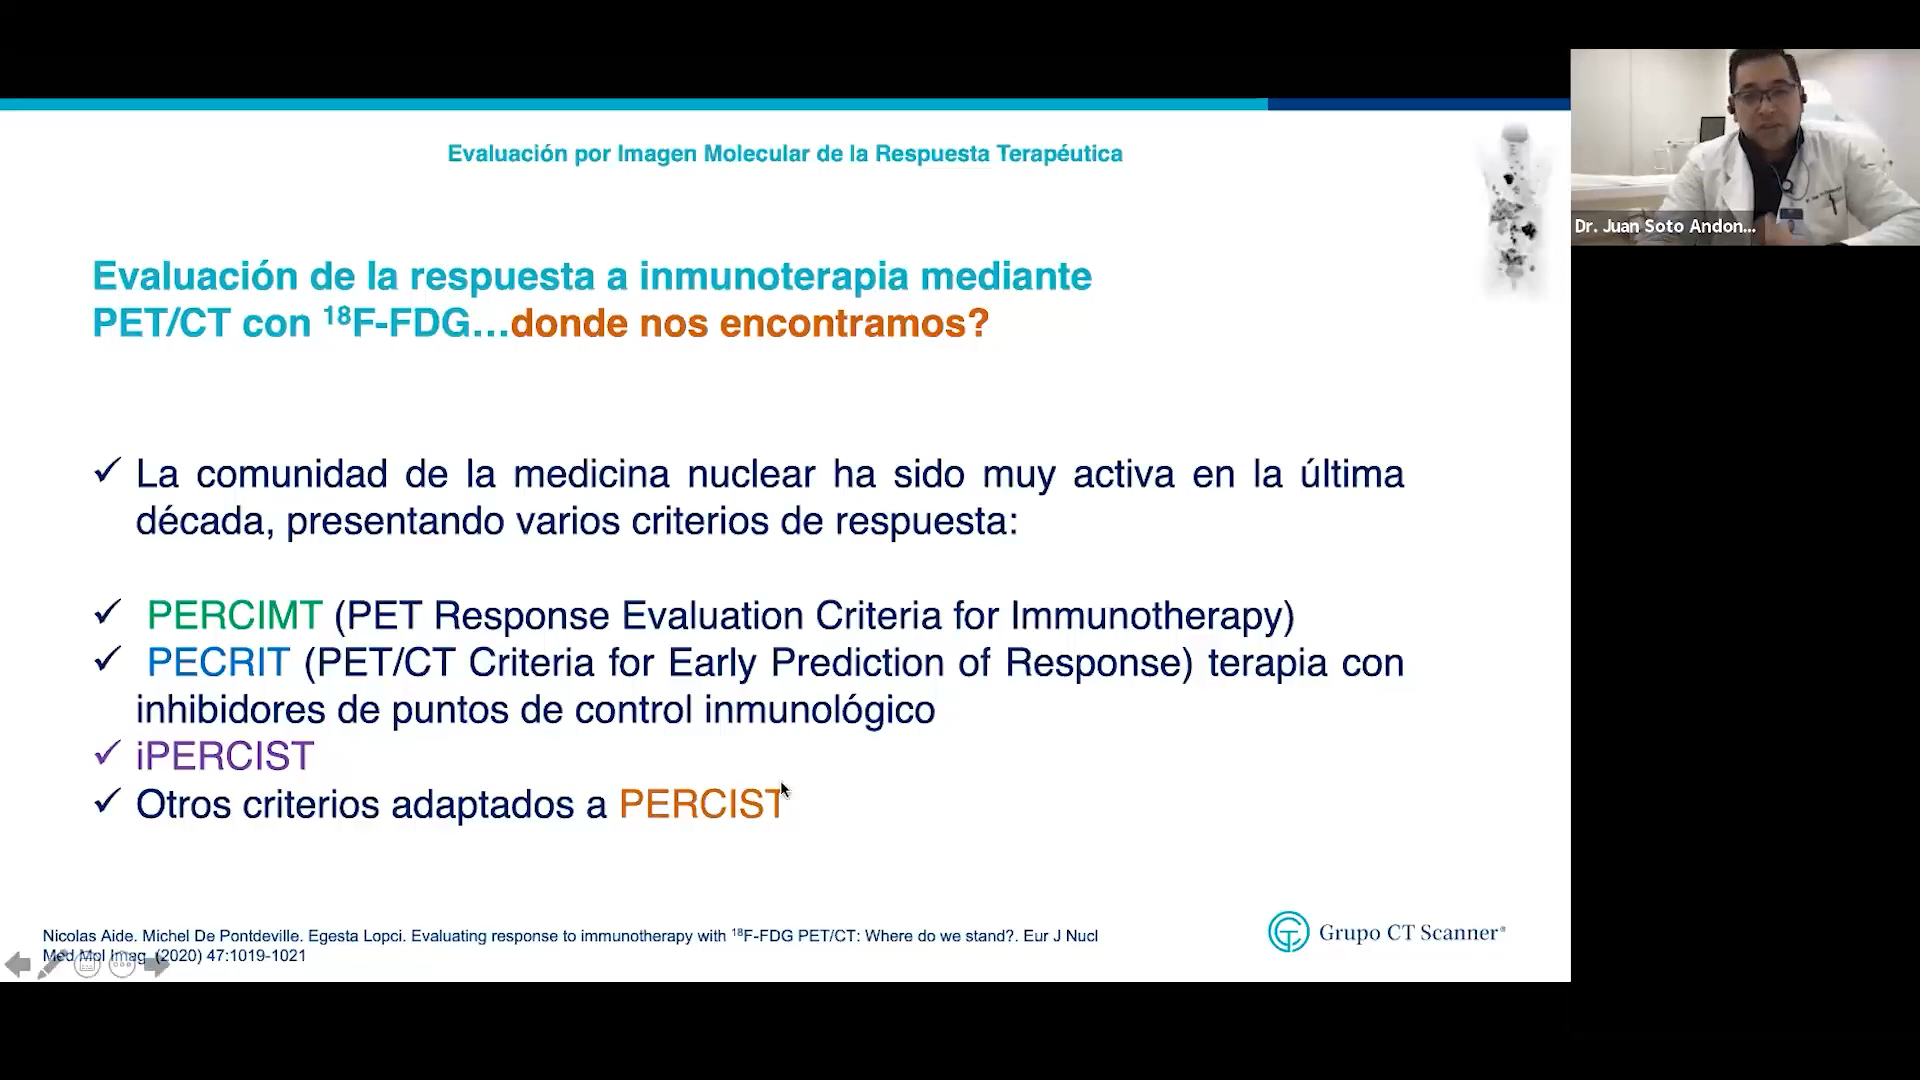 Evaluación por Imagen Molecular de la Respuesta Terapéutica
Dr. Juan Soto Andon...
Evaluación de la respuesta a inmunoterapia mediante
PET/CT con ¹⁸F-FDG...donde nos encontramos?
✓ La comunidad de la medicina nuclear ha sido muy activa en la última
década, presentando varios criterios de respuesta:
✓ PERCIMT (PET Response Evaluation Criteria for Immunotherapy)
✓ PECRIT (PET/CT Criteria for Early Prediction of Response) terapia con
inhibidores de puntos de control inmunológico
✓ iPERCIST
✓ Otros criterios adaptados a PERCIST
Nicolas Aide. Michel De Pontdeville. Egesta Lopci. Evaluating response to immunotherapy with ¹⁸F-FDG PET/CT: Where do we stand?. Eur J Nucl
Med Mol Imag (2020) 47:1019-1021
Grupo CT Scanner®